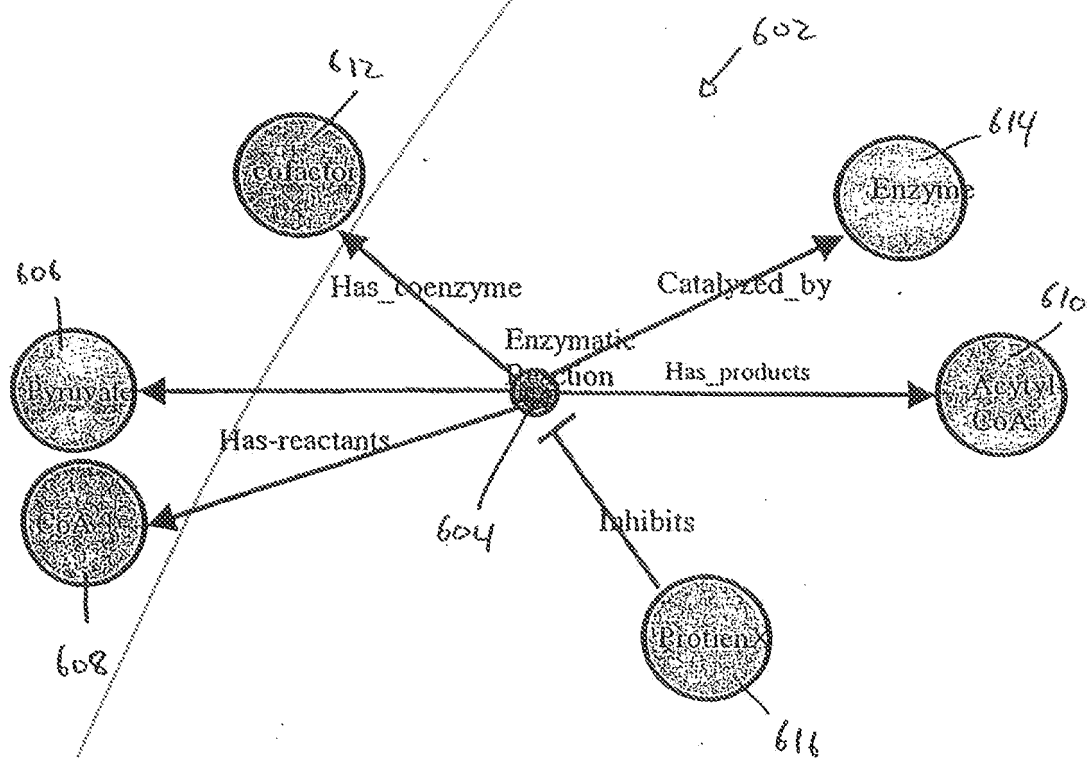 602
612
614
cofactor
Enzyme
606
Has_coenzyme
Catalyzed_by
610
Enzymatic
Reaction
Has_products
Pyruvate
Acytyl
CoA
Has-reactants
CoA
604
Inhibits
ProtienX
608
616